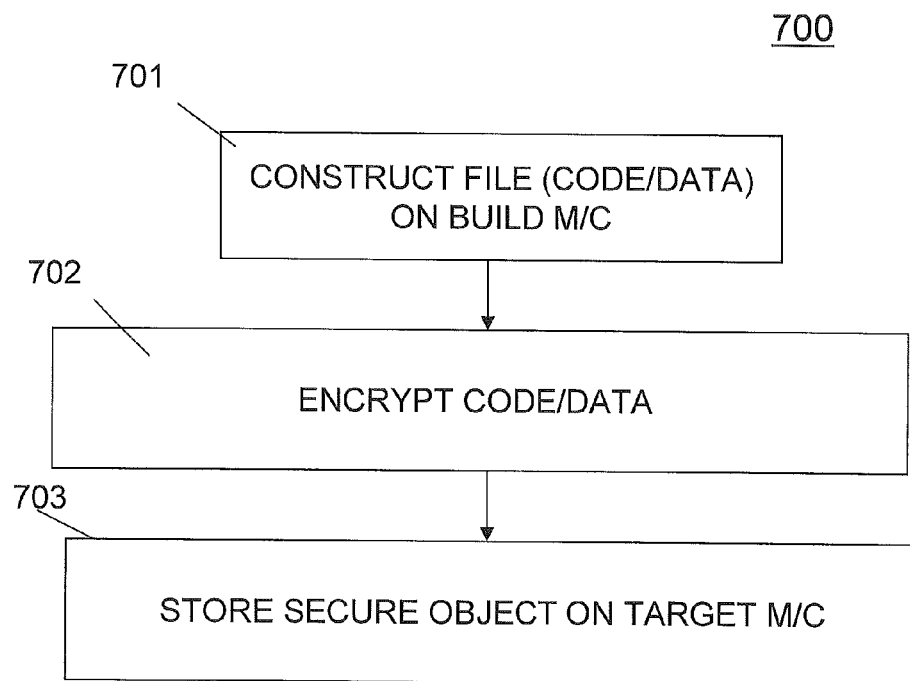 700
701
CONSTRUCT FILE (CODE/DATA)
ON BUILD M/C
702
ENCRYPT CODE/DATA
703
STORE SECURE OBJECT ON TARGET M/C